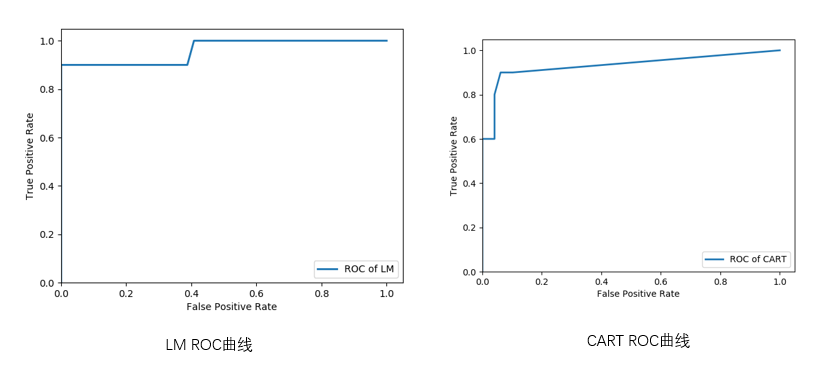 1.0
0.8
0.6
0.4
0.2
0.0
True Positive Rate
0.0 0.2 0.4 0.6 0.8 1.0
False Positive Rate
ROC of LM
LM ROC曲线
1.0
0.8
0.6
0.4
0.2
0.0
True Positive Rate
0.0 0.2 0.4 0.6 0.8 1.0
False Positive Rate
ROC of CART
CART ROC曲线